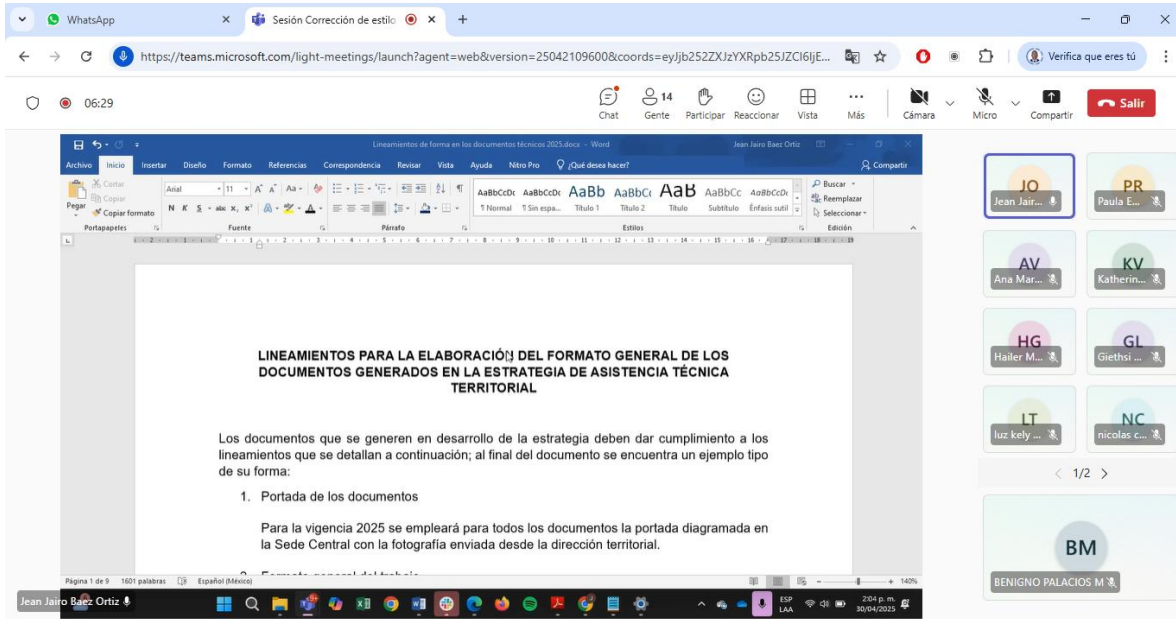 WhatsApp
Sesión Corrección de estilo
https://teams.microsoft.com/light-meetings/launch?agent=web&version=25042109600&coords=eyJjb252ZXJzYXRpb25JZCI6IjE...
Verifica que eres tú
06:29
14
Chat Gente Participar Reaccionar Vista Más Cámara Micro Compartir Salir
Lineamientos de forma en los documentos técnicos 2025.docx - Word
Jean Jairo Baez Ortiz
Archivo Inicio Insertar Diseño Formato Referencias Correspondencia Revisar Vista Ayuda Nitro Pro ¿Qué desea hacer? Compartir
Pegar
Cortar
Copiar
Copiar formato
Arial 11
N K S
AaBbCcDc AaBbCcDc AaBb AaBbCc AaB AaBbCc AaBbCcDc
¶ Normal ¶ Sin espa... Título 1 Título 2 Título Subtítulo Énfasis sutil
Buscar
Reemplazar
Seleccionar
Portapapeles Fuente Párrafo Estilos Edición
LINEAMIENTOS PARA LA ELABORACIÓN DEL FORMATO GENERAL DE LOS
DOCUMENTOS GENERADOS EN LA ESTRATEGIA DE ASISTENCIA TÉCNICA
TERRITORIAL
Los documentos que se generen en desarrollo de la estrategia deben dar cumplimiento a los
lineamientos que se detallan a continuación; al final del documento se encuentra un ejemplo tipo
de su forma:
1. Portada de los documentos
Para la vigencia 2025 se empleará para todos los documentos la portada diagramada en
la Sede Central con la fotografía enviada desde la dirección territorial.
Página 1 de 9 1601 palabras Español (México) 140%
Jean Jairo Baez Ortiz
ESP
LAA
2:04 p. m.
30/04/2025
JO
Jean Jair...
PR
Paula E...
AV
Ana Mar...
KV
Katherin...
HG
Hailer M...
GL
Giethsi ...
LT
luz kely ...
NC
nicolas c...
1/2
BM
BENIGNO PALACIOS M